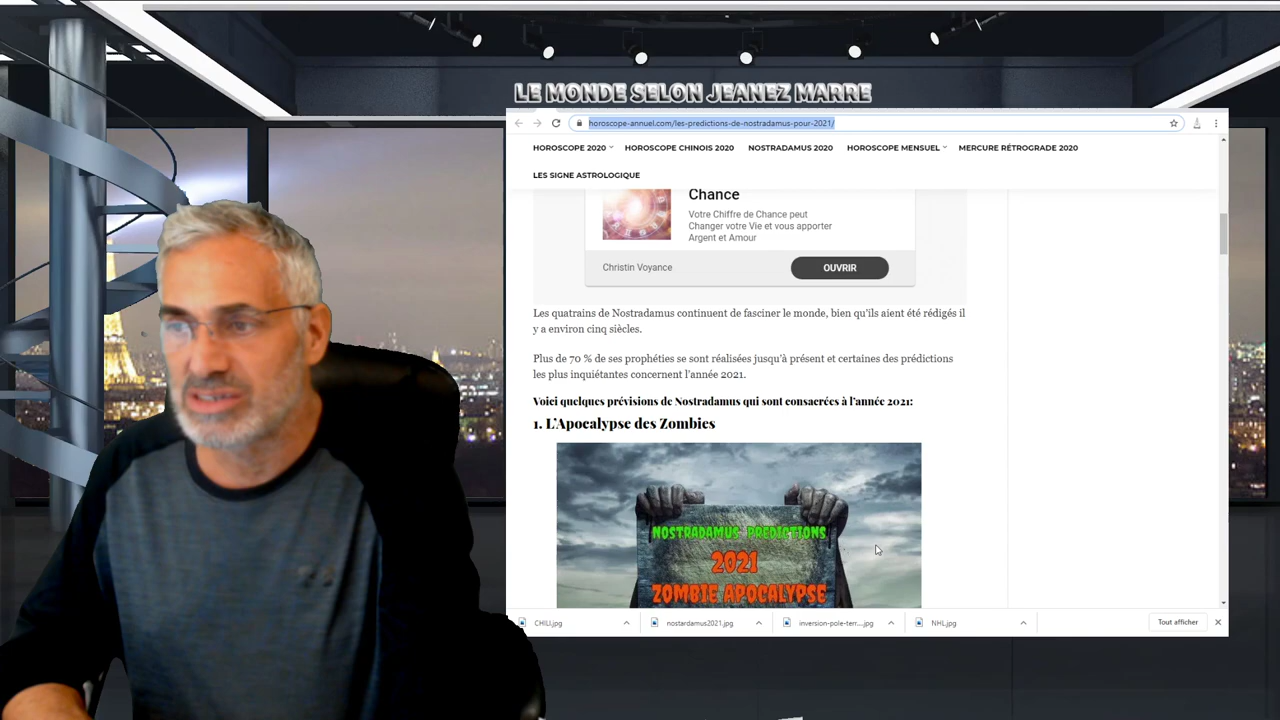 LE MONDE SELON JEANEZ MARRE
horoscope-annuel.com/les-predictions-de-nostradamus-pour-2021/
HOROSCOPE 2020 HOROSCOPE CHINOIS 2020 NOSTRADAMUS 2020 HOROSCOPE MENSUEL MERCURE RÉTROGRADE 2020
LES SIGNE ASTROLOGIQUE
Chance
Votre Chiffre de Chance peut
Changer votre Vie et vous apporter
Argent et Amour
Christin Voyance OUVRIR
Les quatrains de Nostradamus continuent de fasciner le monde, bien qu'ils aient été rédigés il
y a environ cinq siècles.
Plus de 70 % de ses prophéties se sont réalisées jusqu'à présent et certaines des prédictions
les plus inquiétantes concernent l'année 2021.
Voici quelques prévisions de Nostradamus qui sont consacrées à l'année 2021:
1. L'Apocalypse des Zombies
NOSTRADAMUS PREDICTIONS
2021
ZOMBIE APOCALYPSE
CHILI.jpg nostardamus2021.jpg inversion-pole-terr....jpg NHL.jpg Tout afficher